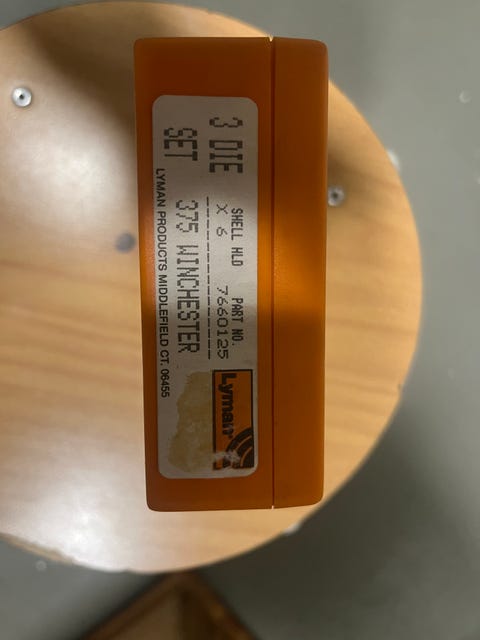 3 DIE SHELL HLD PART NO.
SET X 6 7660125
----------------
375 WINCHESTER
LYMAN PRODUCTS MIDDLEFIELD CT. 06455
Lyman